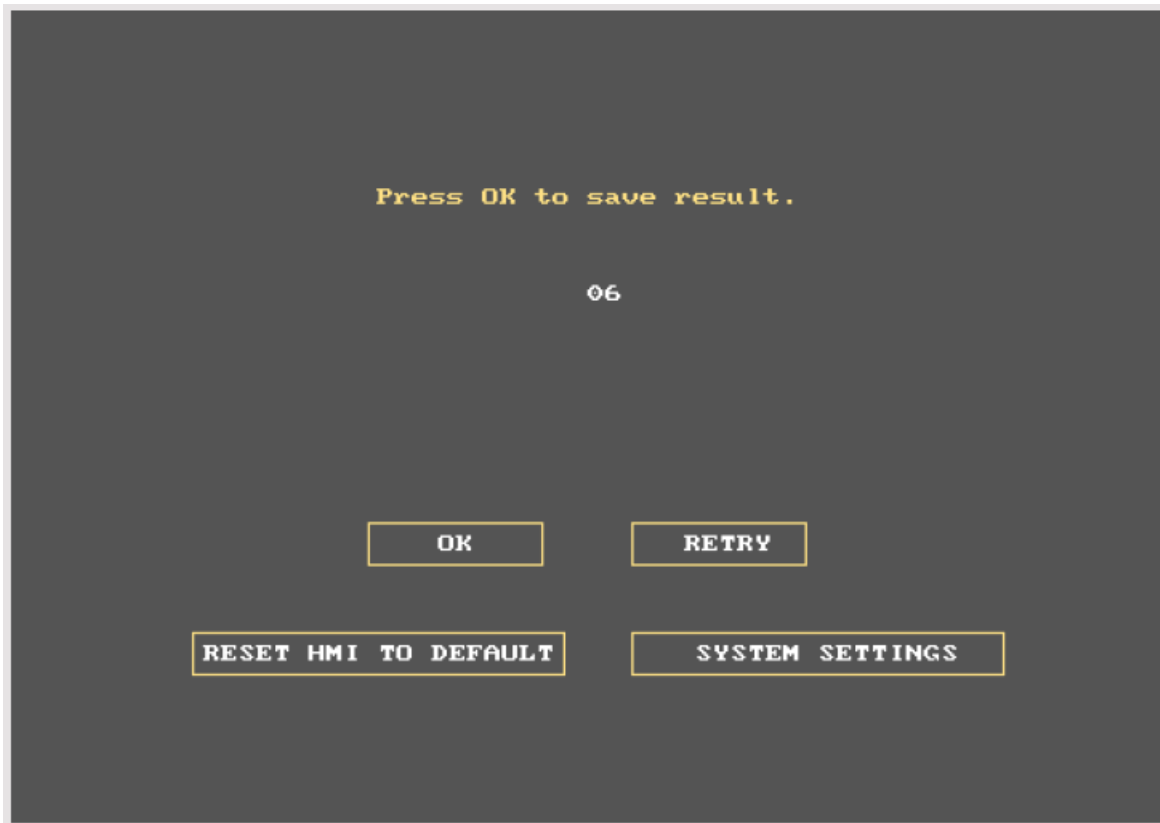 Press OK to save result.
06
OK
RETRY
RESET HMI TO DEFAULT
SYSTEM SETTINGS